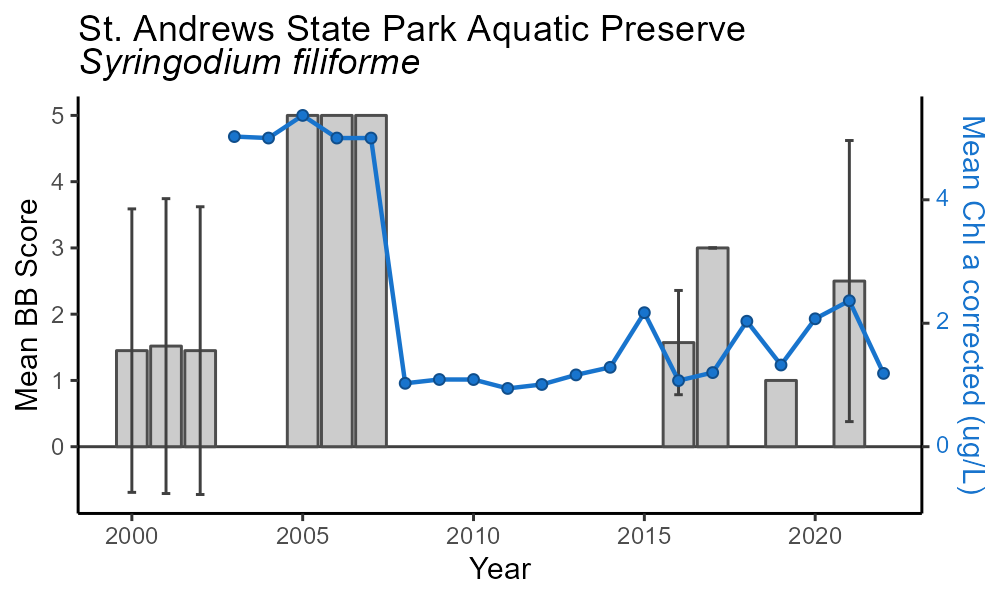 St. Andrews State Park Aquatic Preserve
Syringodium filiforme
Mean BB Score
5
4
3
2
1
0
4
2
0
Mean Chl a corrected (ug/L)
2000 2005 2010 2015 2020
Year